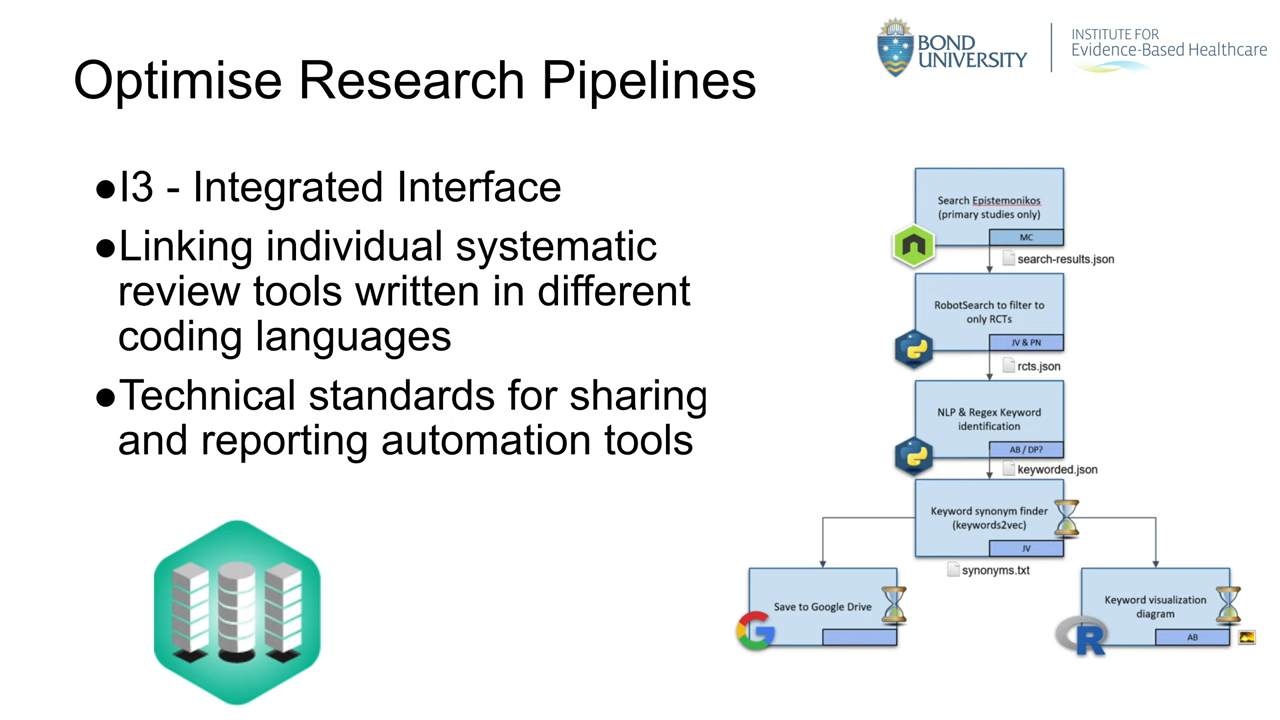 BOND
UNIVERSITY
INSTITUTE FOR
Evidence-Based Healthcare
Optimise Research Pipelines
●I3 - Integrated Interface
●Linking individual systematic
review tools written in different
coding languages
●Technical standards for sharing
and reporting automation tools
Search Epistemonikos
(primary studies only)
MC
search-results.json
RobotSearch to filter to
only RCTs
JV & PN
rcts.json
NLP & Regex Keyword
identification
AB / DP?
keyworded.json
Keyword synonym finder
(keywords2vec)
JV
synonyms.txt
Save to Google Drive
G
Keyword visualization
diagram
AB
R